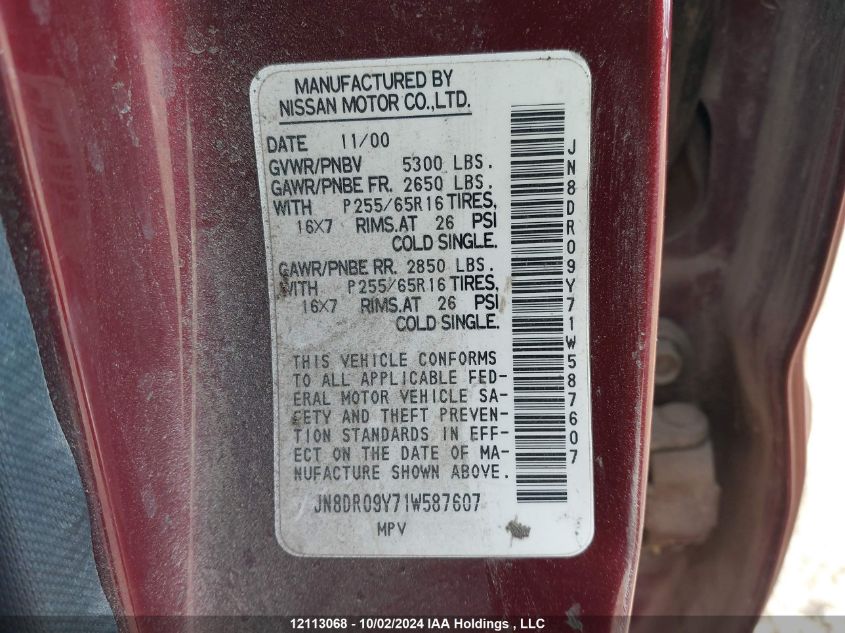 MANUFACTURED BY
NISSAN MOTOR CO.,LTD.
DATE 11/00
GVWR/PNBV 5300 LBS.
GAWR/PNBE FR. 2650 LBS.
WITH P255/65R16 TIRES,
16X7 RIMS.AT 26 PSI
COLD SINGLE.
GAWR/PNBE RR. 2850 LBS.
WITH P255/65R16 TIRES,
16X7 RIMS.AT 26 PSI
COLD SINGLE.
THIS VEHICLE CONFORMS
TO ALL APPLICABLE FED-
ERAL MOTOR VEHICLE SA-
FETY AND THEFT PREVEN-
TION STANDARDS IN EFF-
ECT ON THE DATE OF MA-
NUFACTURE SHOWN ABOVE.
JN8DR09Y71W587607
MPV
JN8DR09Y71W587607
12113068 - 10/02/2024 IAA Holdings , LLC